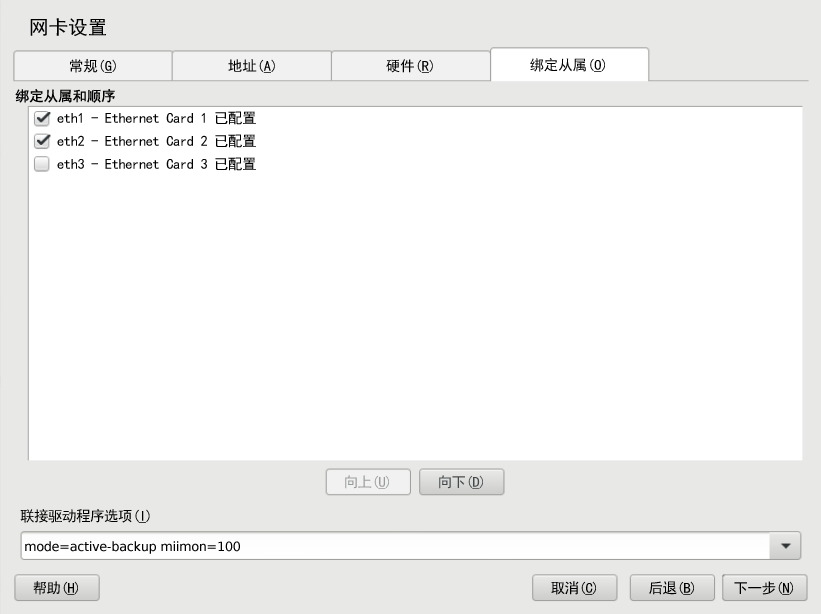 网卡设置
常规(G) 地址(A) 硬件(R) 绑定从属(O)
绑定从属和顺序
eth1 - Ethernet Card 1 已配置
eth2 - Ethernet Card 2 已配置
eth3 - Ethernet Card 3 已配置
向上(U) 向下(D)
联接驱动程序选项(I)
mode=active-backup miimon=100
帮助(H) 取消(C) 后退(B) 下一步(N)